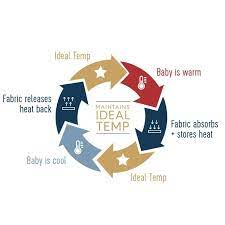 Ideal Temp
Baby is warm
Fabric absorbs
+ stores heat
Ideal Temp
Baby is cool
Fabric releases
heat back
MAINTAINS
IDEAL
TEMP